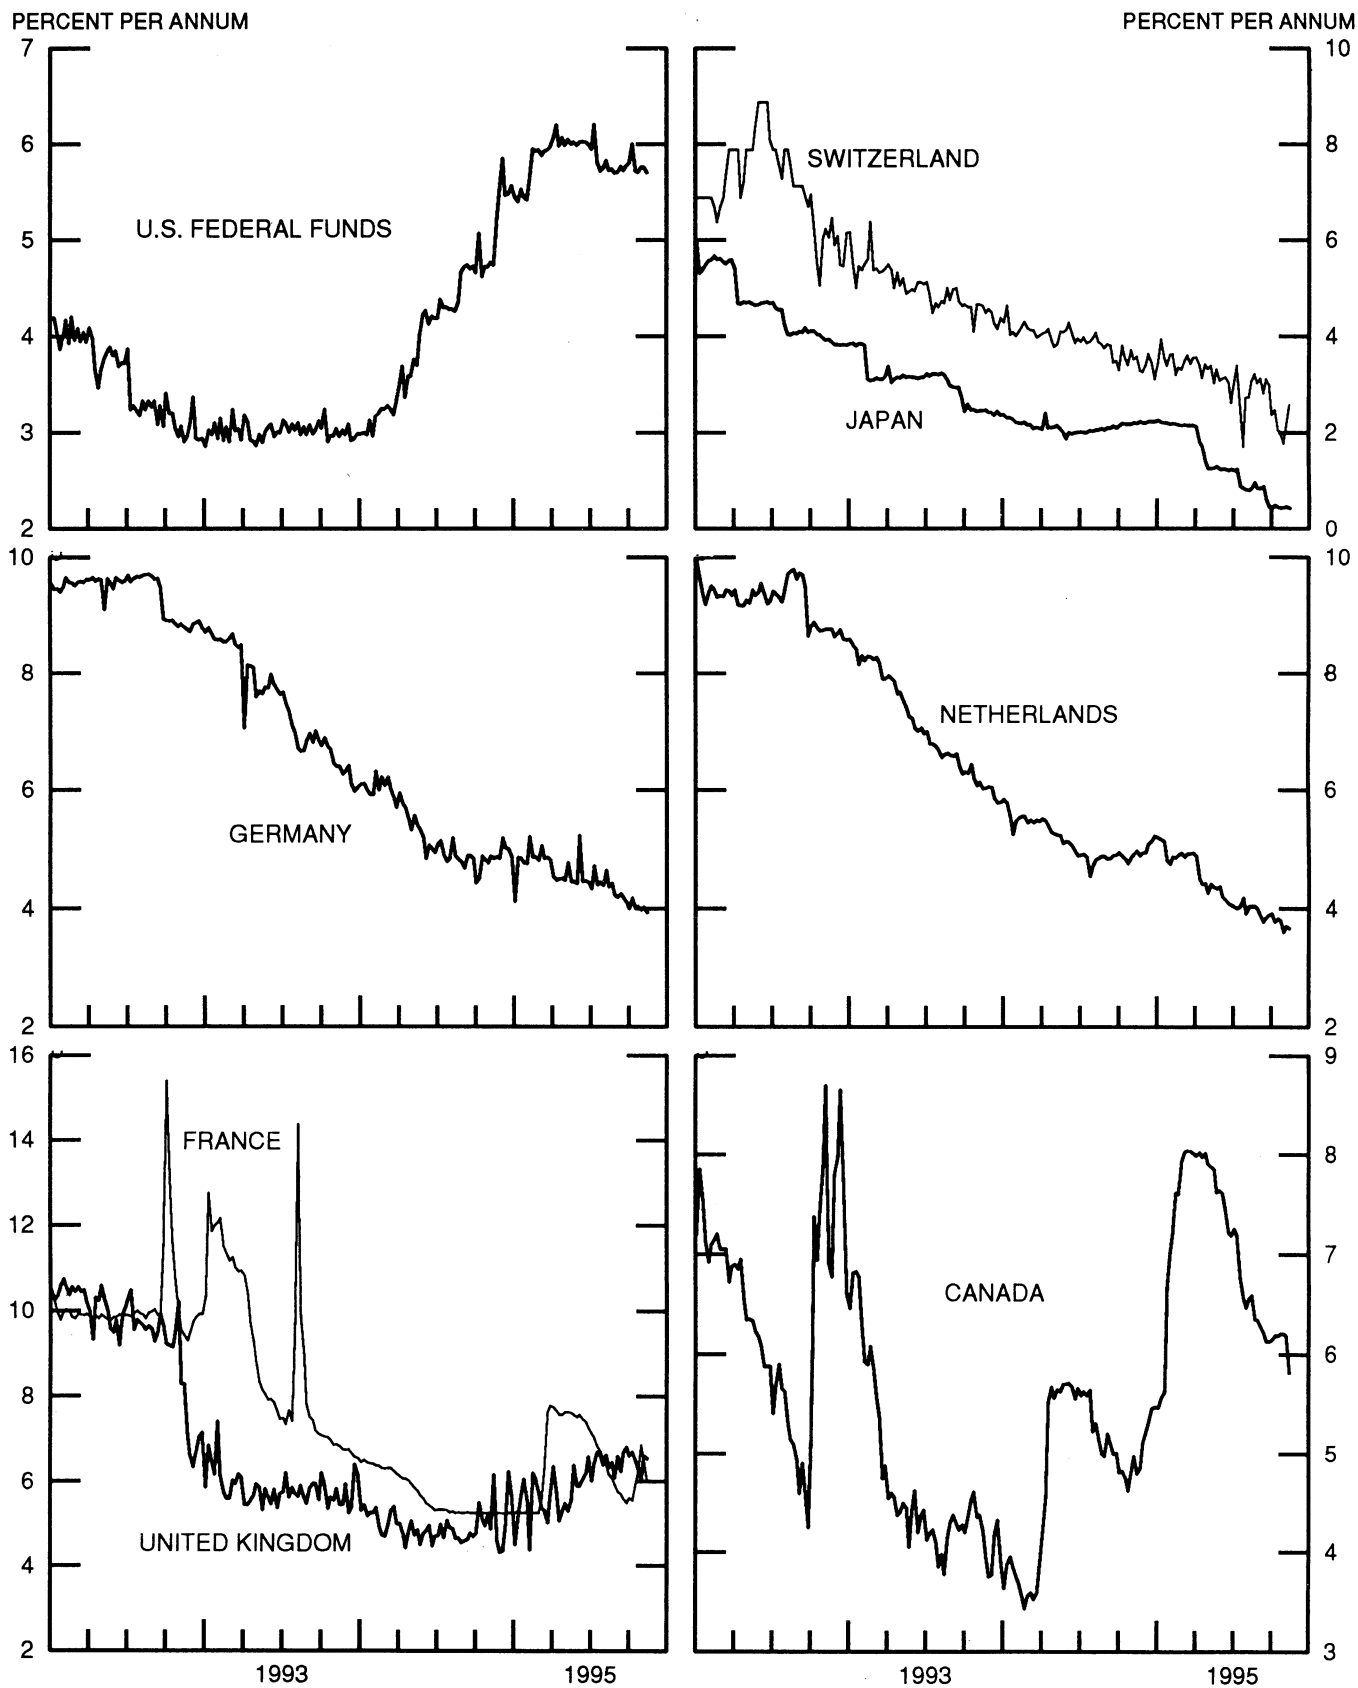 PERCENT PER ANNUM PERCENT PER ANNUM
7 10
6 8
SWITZERLAND
U.S. FEDERAL FUNDS
5 6
4 4
JAPAN
3 2
2 0
10 10
8 8
NETHERLANDS
6 6
GERMANY
4 4
2 2
16 9
14 8
FRANCE
12 7
10 CANADA
6
8
5
6
UNITED KINGDOM 4
4
2 3
1993 1995 1993 1995